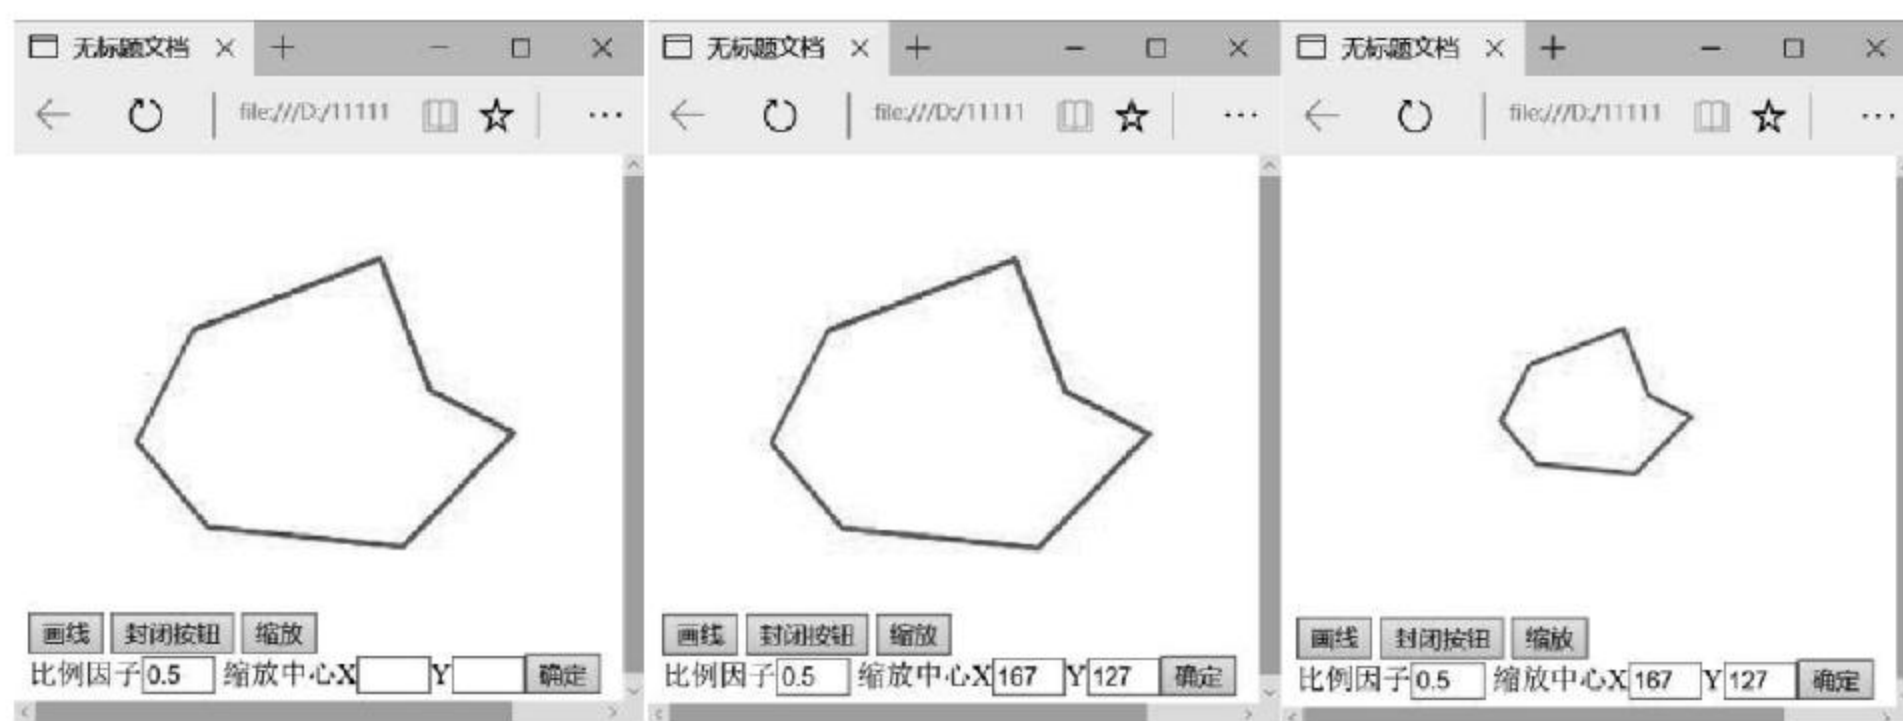 无标题文档
file:///D:/11111
画线 封闭按钮 缩放
比例因子 0.5 缩放中心X Y 确定
无标题文档
file:///D:/11111
画线 封闭按钮 缩放
比例因子 0.5 缩放中心X 167 Y 127 确定
无标题文档
file:///D:/11111
画线 封闭按钮 缩放
比例因子 0.5 缩放中心X 167 Y 127 确定